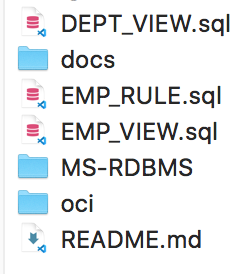 DEPT_VIEW.sql
docs
EMP_RULE.sql
EMP_VIEW.sql
MS-RDBMS
oci
README.md